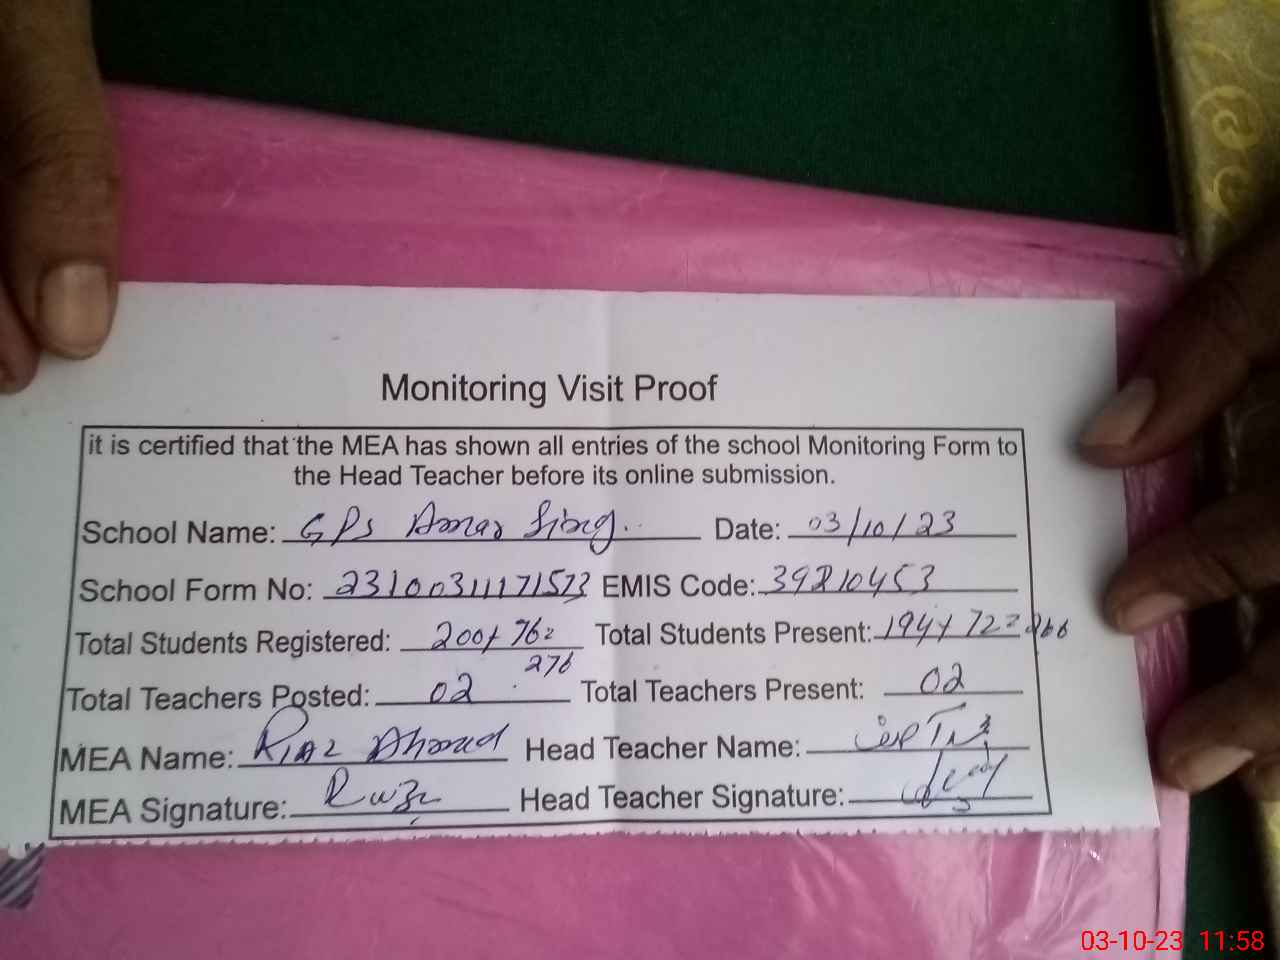 Monitoring Visit Proof
it is certified that the MEA has shown all entries of the school Monitoring Form to
the Head Teacher before its online submission.
School Name: GPS Amar Sing.. Date: 03/10/23
School Form No: 23100311171573 EMIS Code: 39210453
Total Students Registered: 200+76= Total Students Present: 194+72=266
276
Total Teachers Posted: 02 Total Teachers Present: 02
MEA Name: Riaz Ahmad Head Teacher Name:
MEA Signature: Head Teacher Signature:
03-10-23 11:58